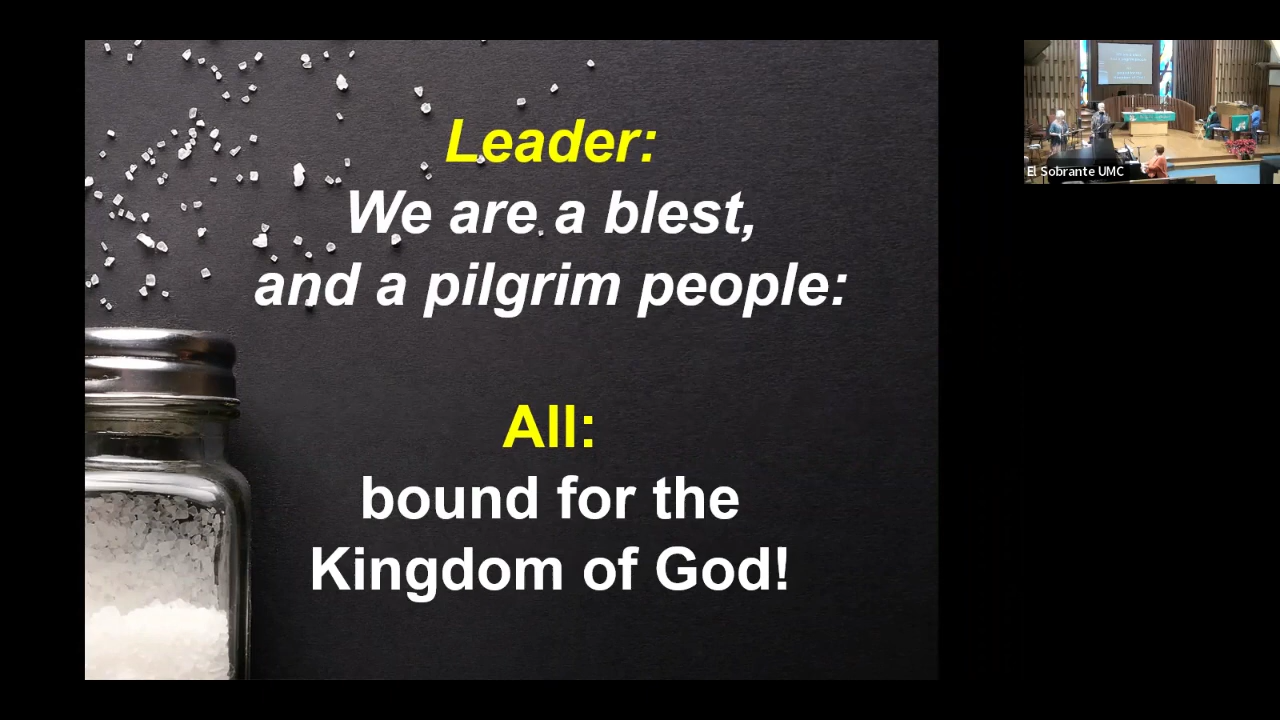 Leader:
We are a blest,
and a pilgrim people:
All:
bound for the
Kingdom of God!
El Sobrante UMC